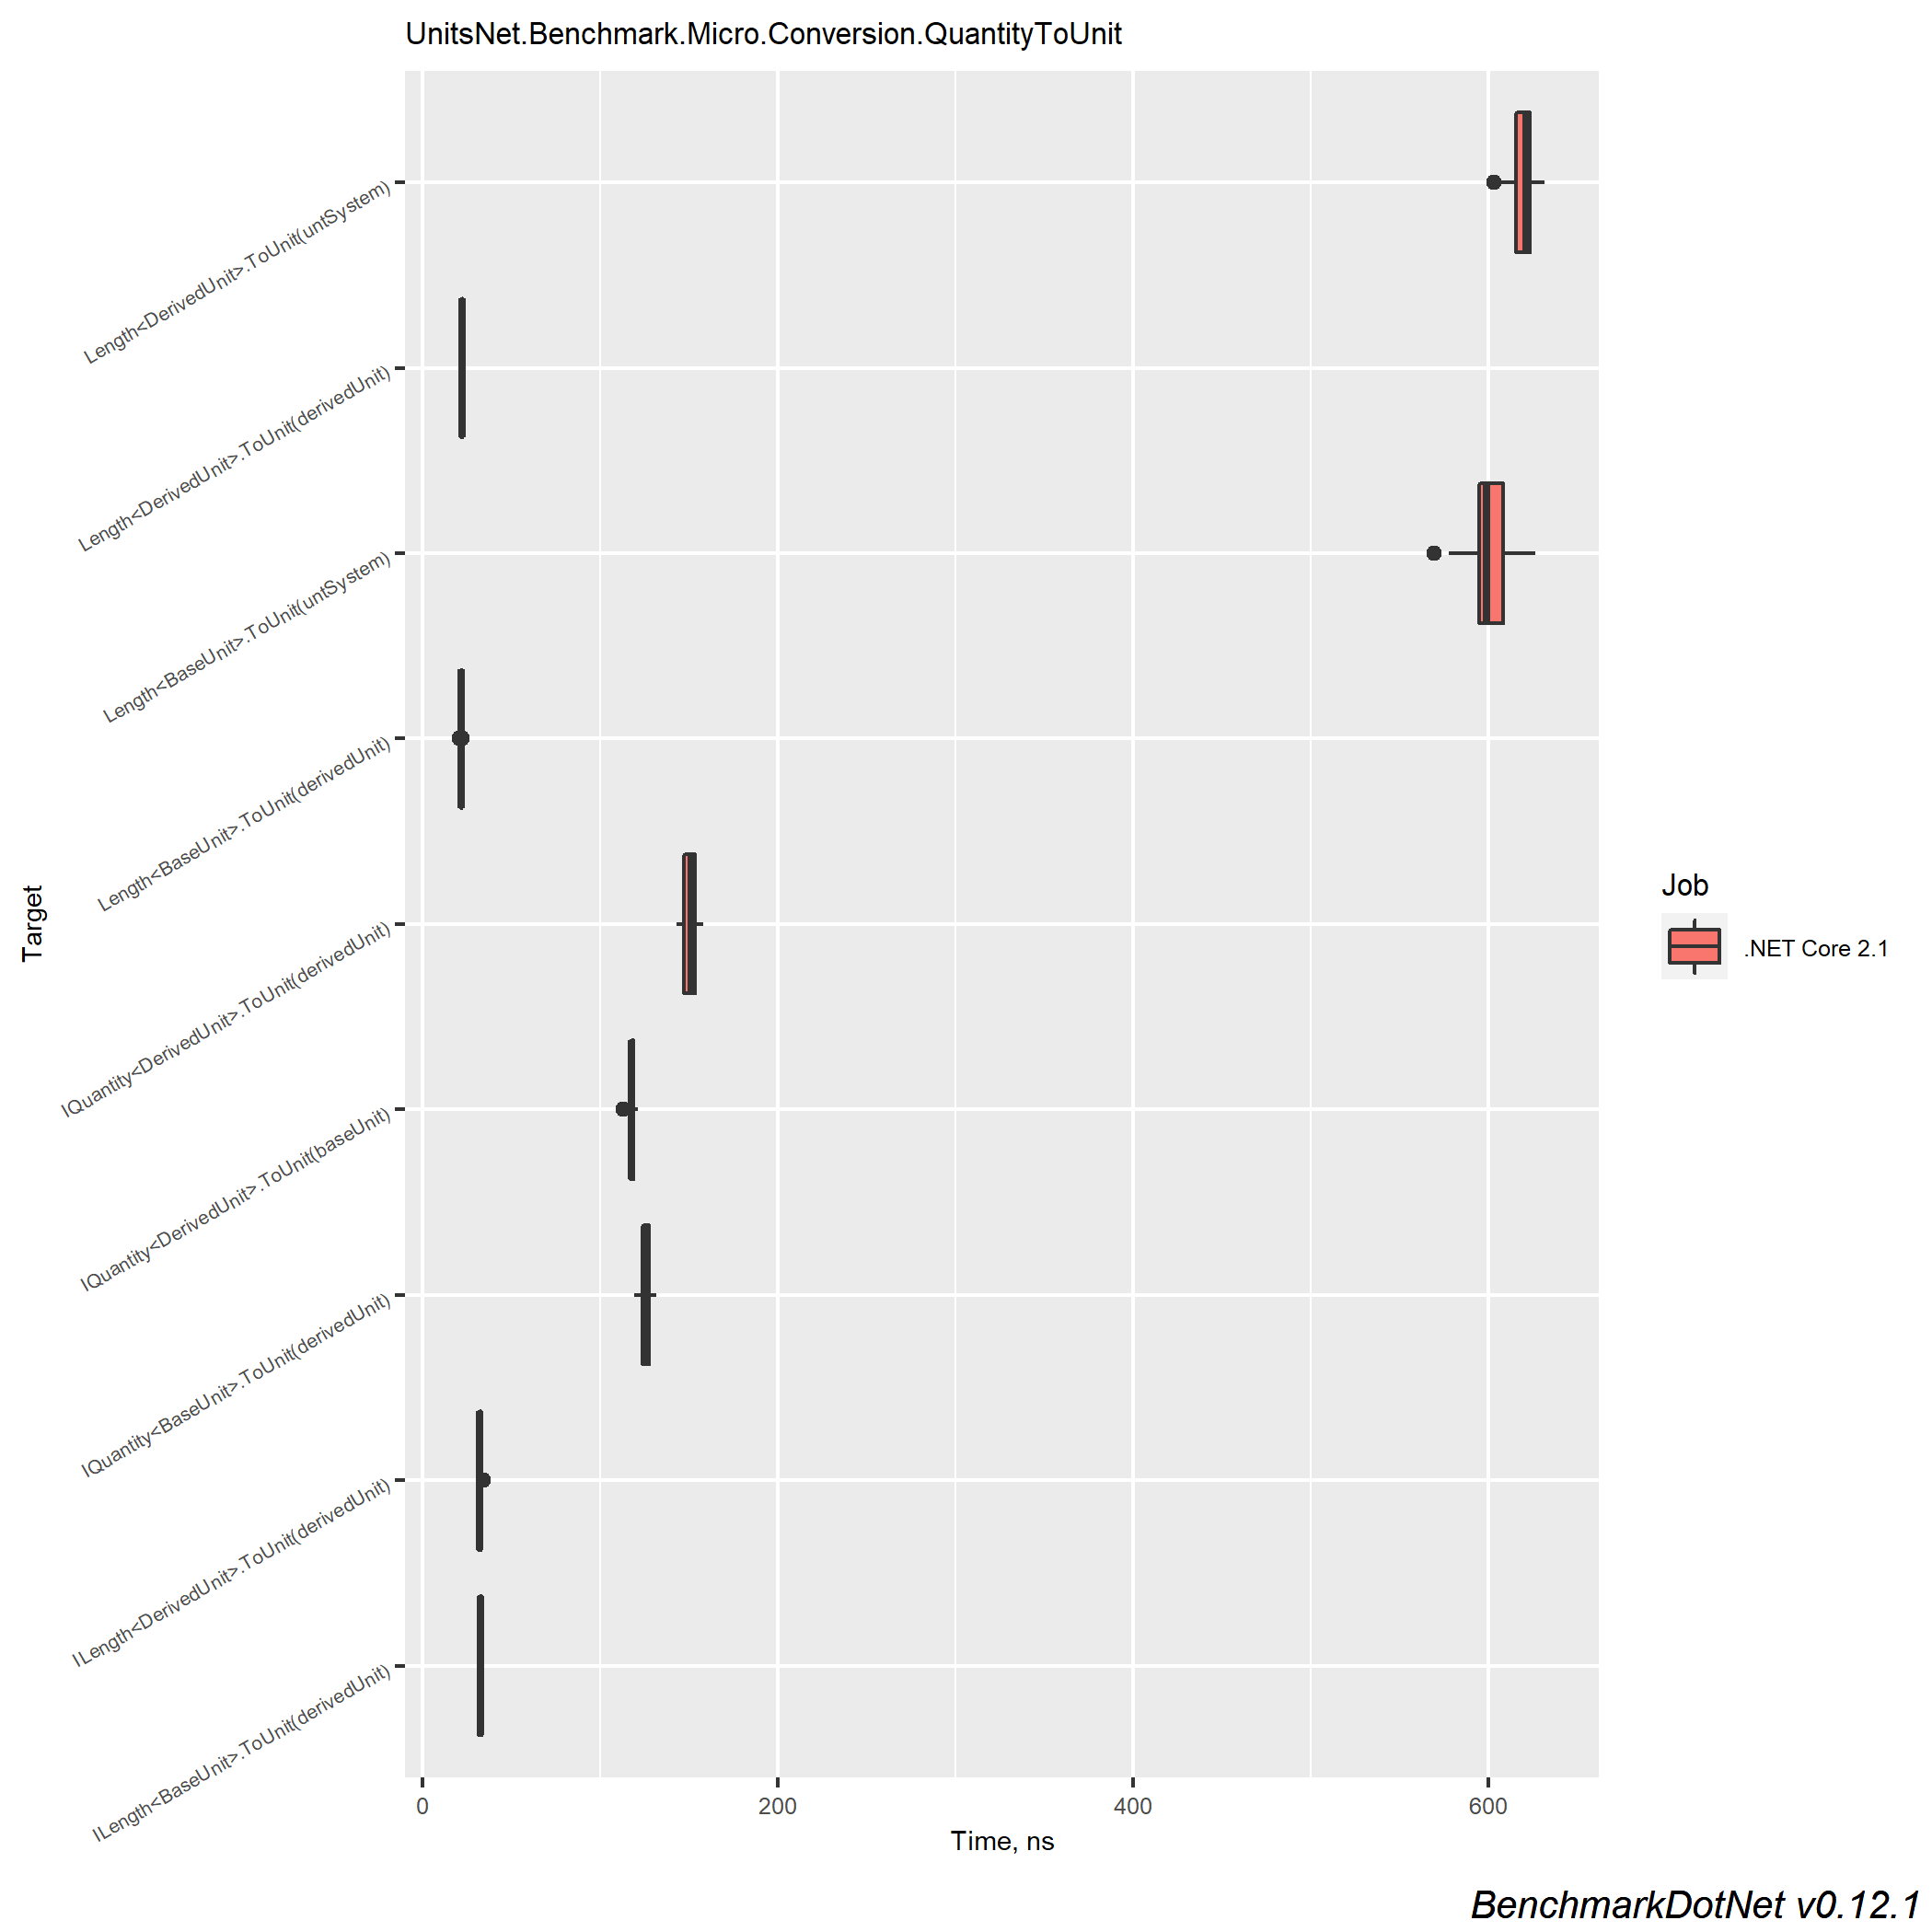 UnitsNet.Benchmark.Micro.Conversion.QuantityToUnit
Length<DerivedUnit>.ToUnit(untSystem)
Length<DerivedUnit>.ToUnit(derivedUnit)
Length<BaseUnit>.ToUnit(untSystem)
Length<BaseUnit>.ToUnit(derivedUnit)
IQuantity<DerivedUnit>.ToUnit(derivedUnit)
IQuantity<DerivedUnit>.ToUnit(baseUnit)
IQuantity<BaseUnit>.ToUnit(derivedUnit)
ILength<DerivedUnit>.ToUnit(derivedUnit)
ILength<BaseUnit>.ToUnit(derivedUnit)
Target
0 200 400 600
Time, ns
Job
.NET Core 2.1
BenchmarkDotNet v0.12.1